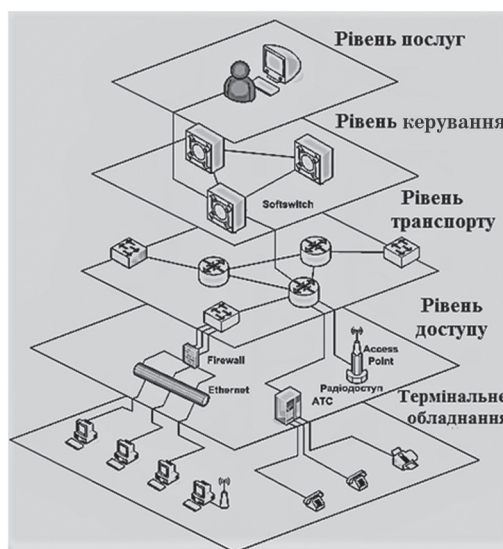 Рівень послуг
Рівень керування
Softswitch
Рівень
транспорту
Рівень
доступу
Firewall
Access
Point
Ethernet
Радіодоступ
АТС
Термінальне
обладнання